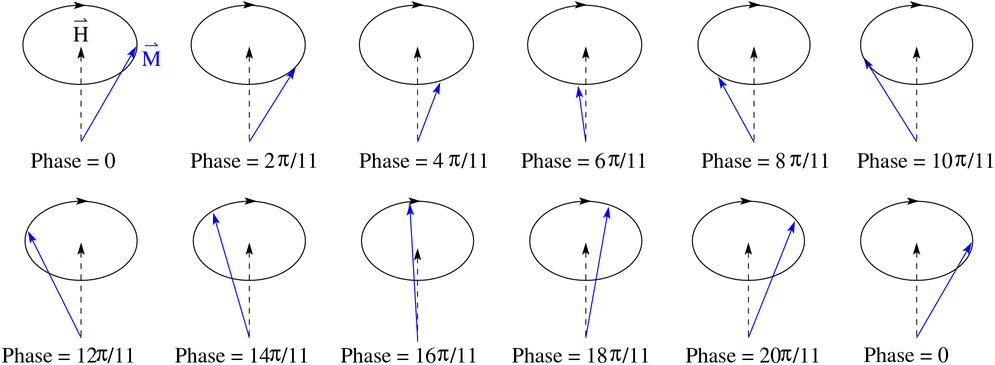 H M
Phase = 0 Phase = 2π/11 Phase = 4 π/11 Phase = 6π/11 Phase = 8 π/11 Phase = 10π/11
Phase = 12π/11 Phase = 14π/11 Phase = 16π/11 Phase = 18π/11 Phase = 20π/11 Phase = 0